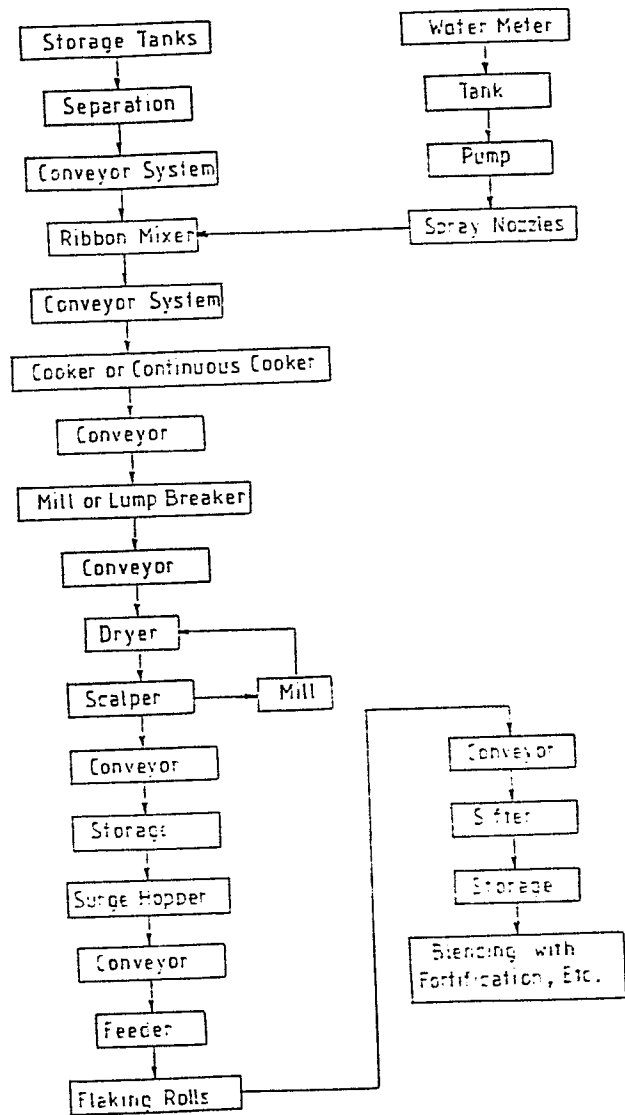 Storage Tanks
Separation
Conveyor System
Ribbon Mixer
Conveyor System
Cooker or Continuous Cooker
Conveyor
Mill or Lump Breaker
Conveyor
Dryer
Scalper
Mill
Conveyor
Storage
Surge Hopper
Conveyor
Feeder
Flaking Rolls
Water Meter
Tank
Pump
Spray Nozzles
Conveyor
Sifter
Storage
Blending with
Fortification, Etc.